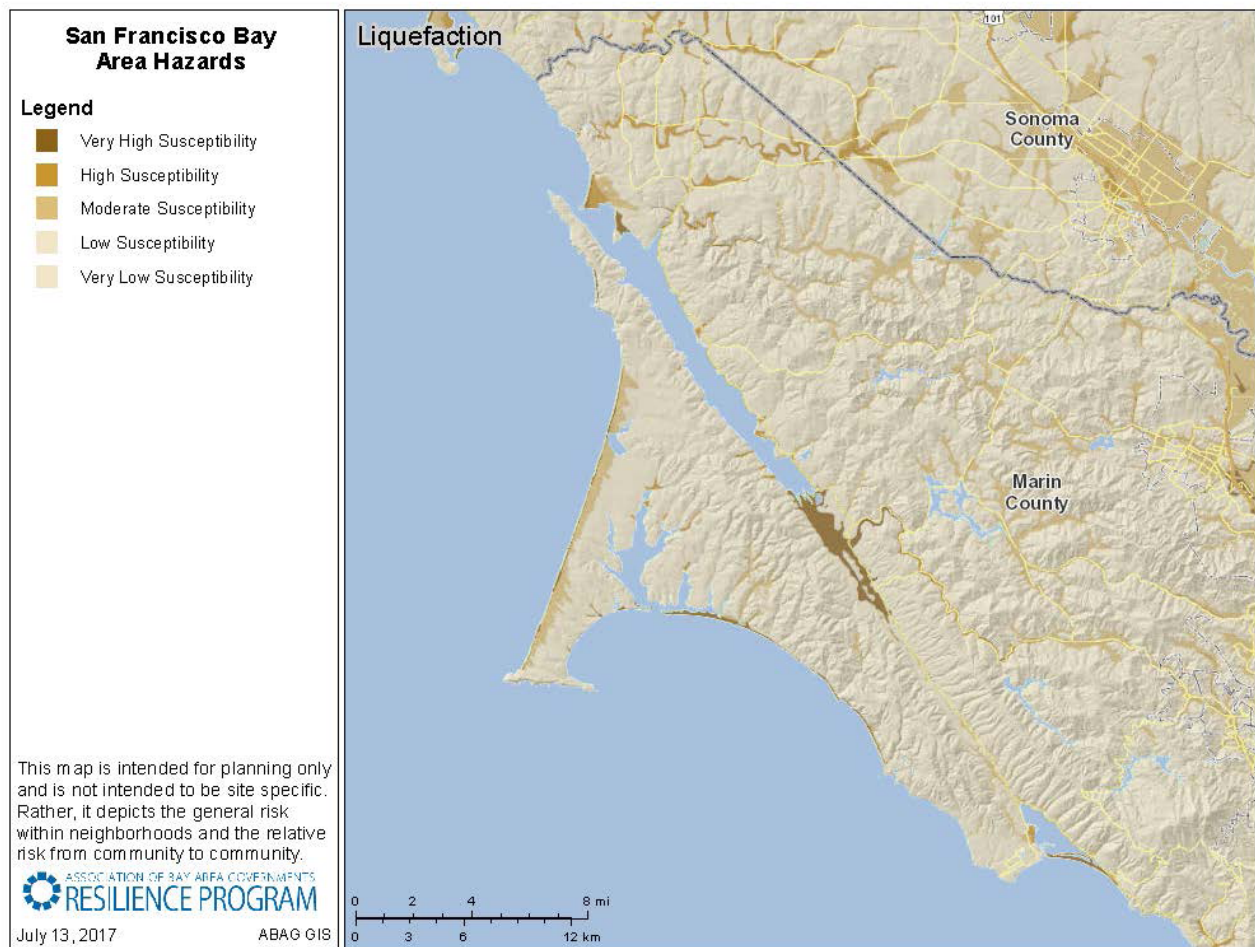 San Francisco Bay
Area Hazards
Legend
Very High Susceptibility
High Susceptibility
Moderate Susceptibility
Low Susceptibility
Very Low Susceptibility
This map is intended for planning only
and is not intended to be site specific.
Rather, it depicts the general risk
within neighborhoods and the relative
risk from community to community.
ASSOCIATION OF BAY AREA GOVERNMENTS
RESILIENCE PROGRAM
July 13, 2017 ABAG GIS
Liquefaction
101
Sonoma
County
Marin
County
0 2 4 8 mi
0 3 6 12 km